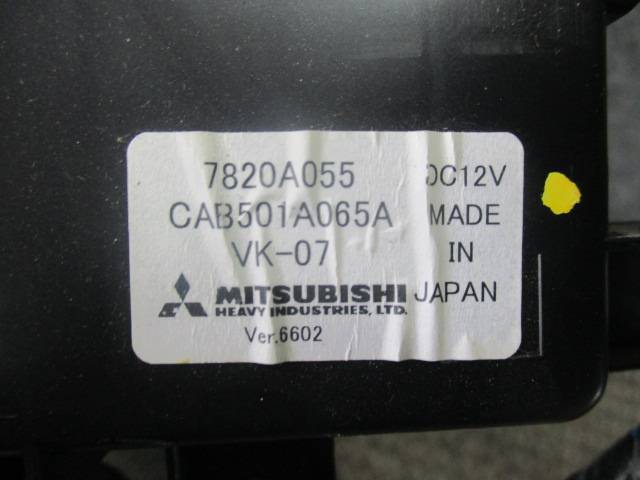 7820A055 DC12V
CAB501A065A MADE
VK-07 IN
MITSUBISHI JAPAN
HEAVY INDUSTRIES, LTD.
Ver.6602